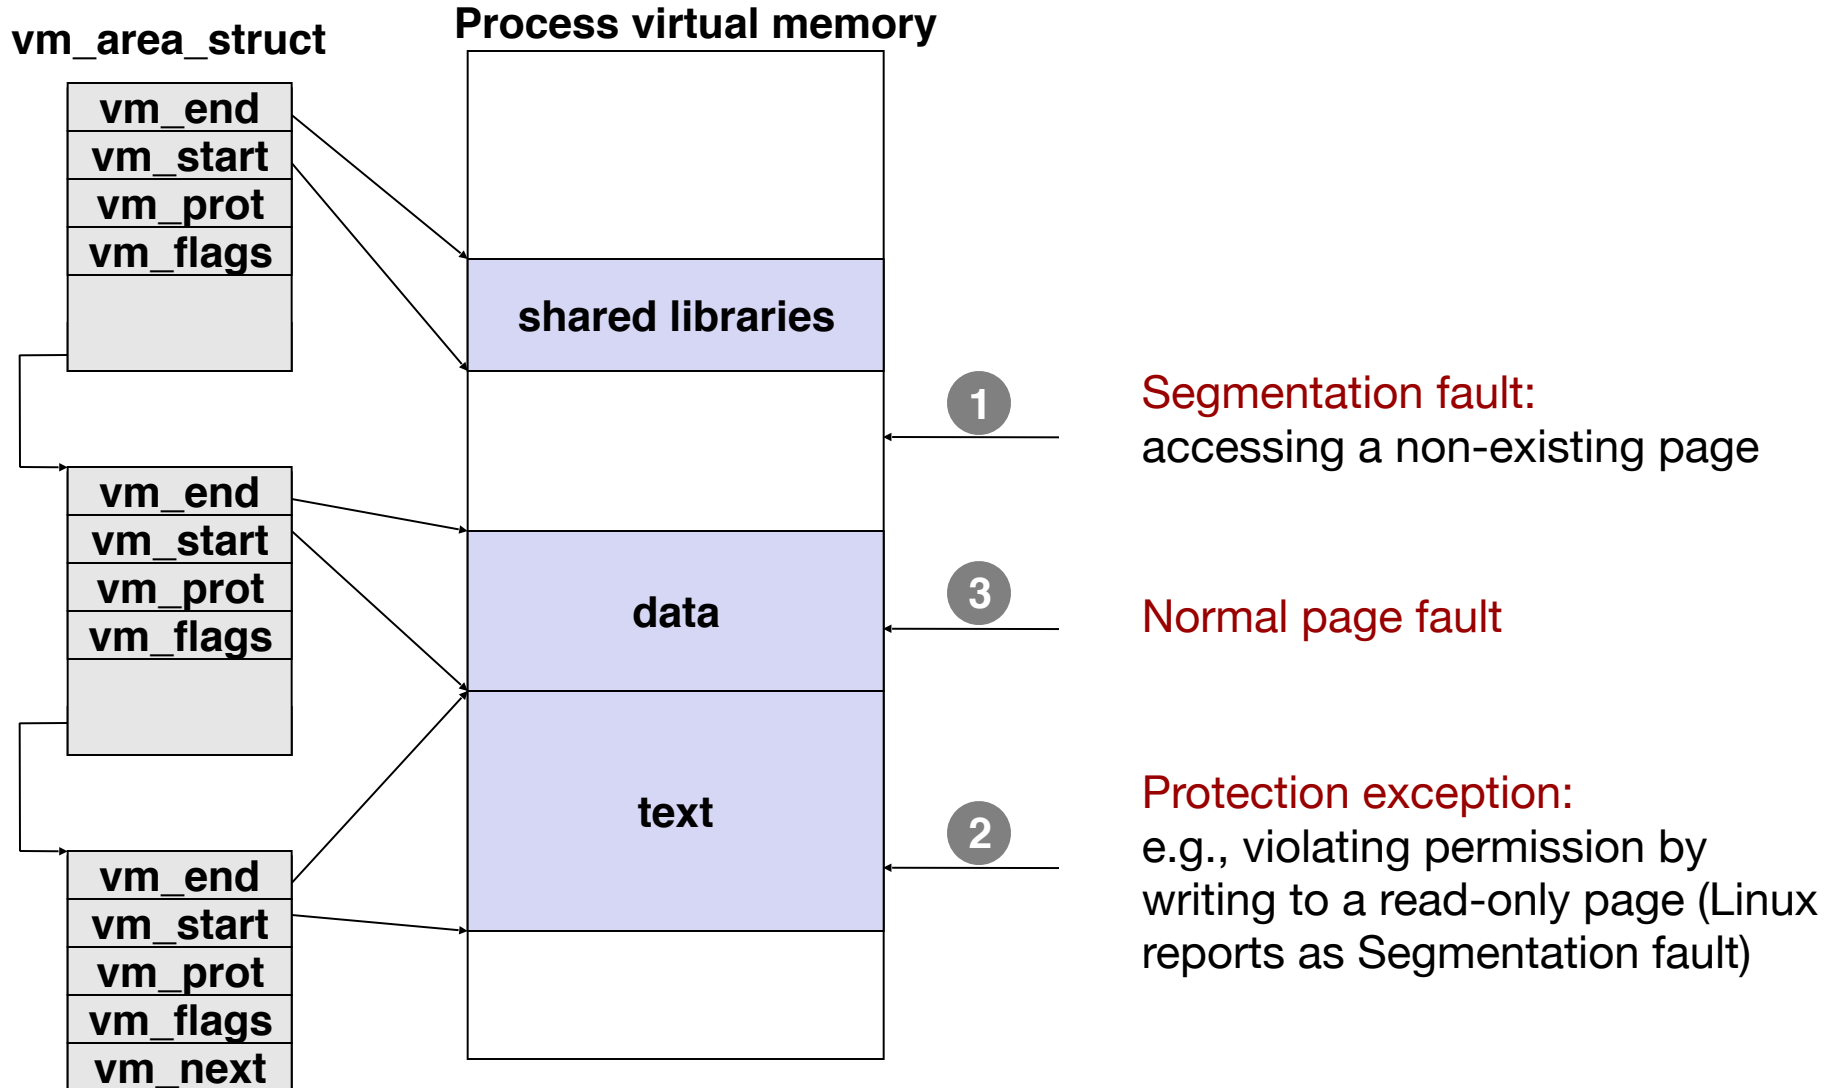 Process virtual memory
vm_area_struct
vm_end
vm_start
vm_prot
vm_flags
shared libraries
1
Segmentation fault:
accessing a non-existing page
vm_end
vm_start
vm_prot
vm_flags
data
3
Normal page fault
text
2
Protection exception:
e.g., violating permission by
writing to a read-only page (Linux
reports as Segmentation fault)
vm_end
vm_start
vm_prot
vm_flags
vm_next